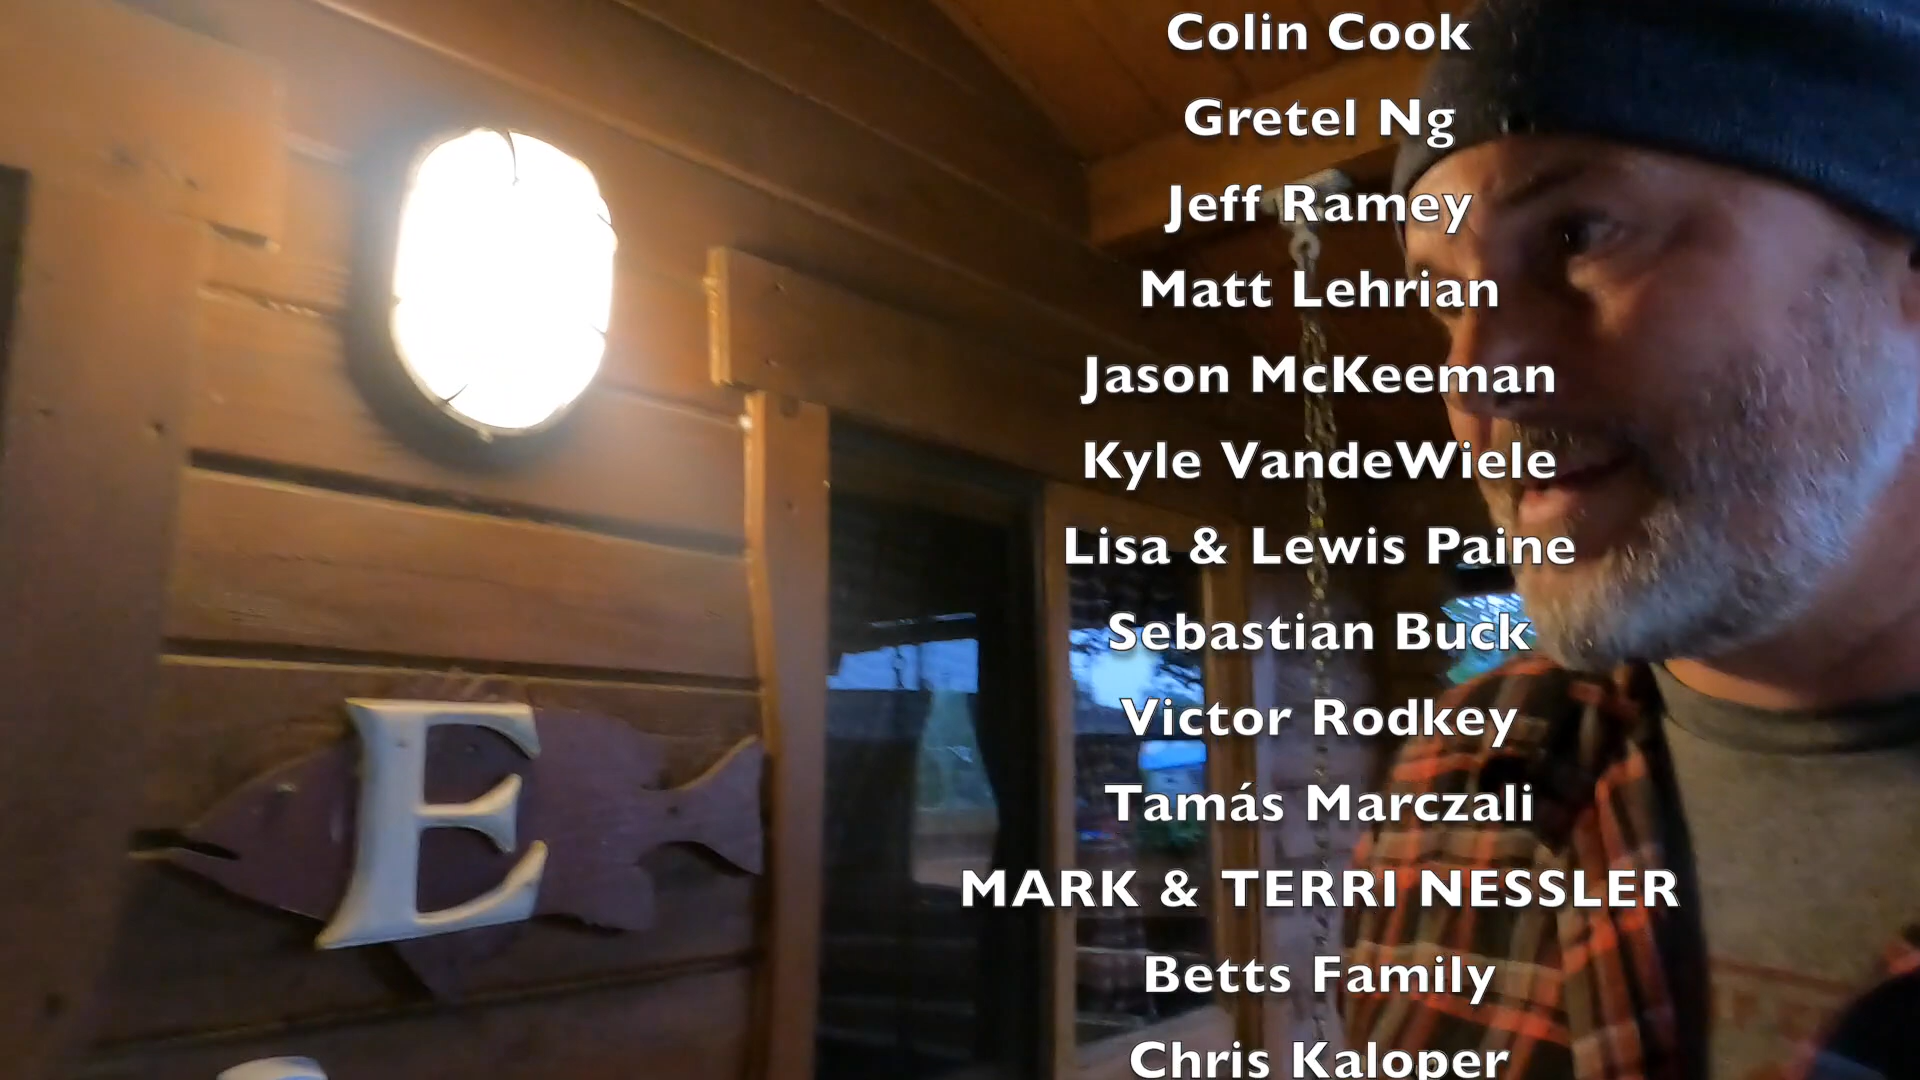 Colin Cook
Gretel Ng
Jeff Ramey
Matt Lehrian
Jason McKeeman
Kyle VandeWiele
Lisa & Lewis Paine
Sebastian Buck
Victor Rodkey
Tamás Marczali
MARK & TERRI NESSLER
Betts Family
Chris Kaloper
E